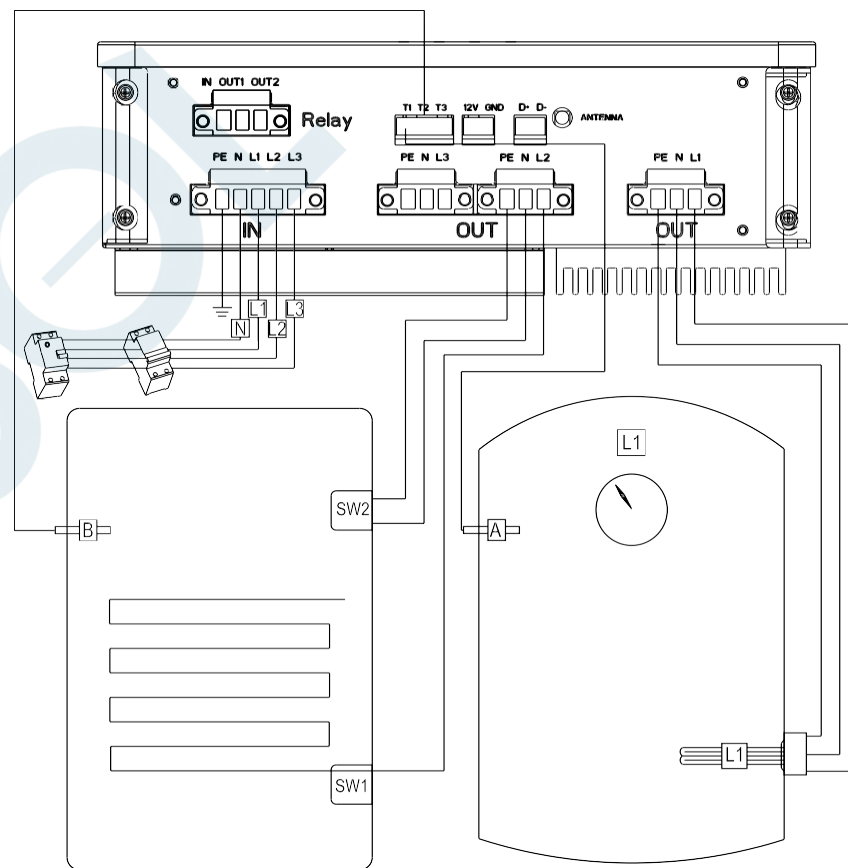 IN OUT1 OUT2
Relay
T1 T2 T3
12V GND
D+ D-
ANTENNA
PE N L1 L2 L3
PE N L3
PE N L2
PE N L1
IN
OUT
OUT
L1
L3
N
L2
L1
SW2
B
A
L1
SW1